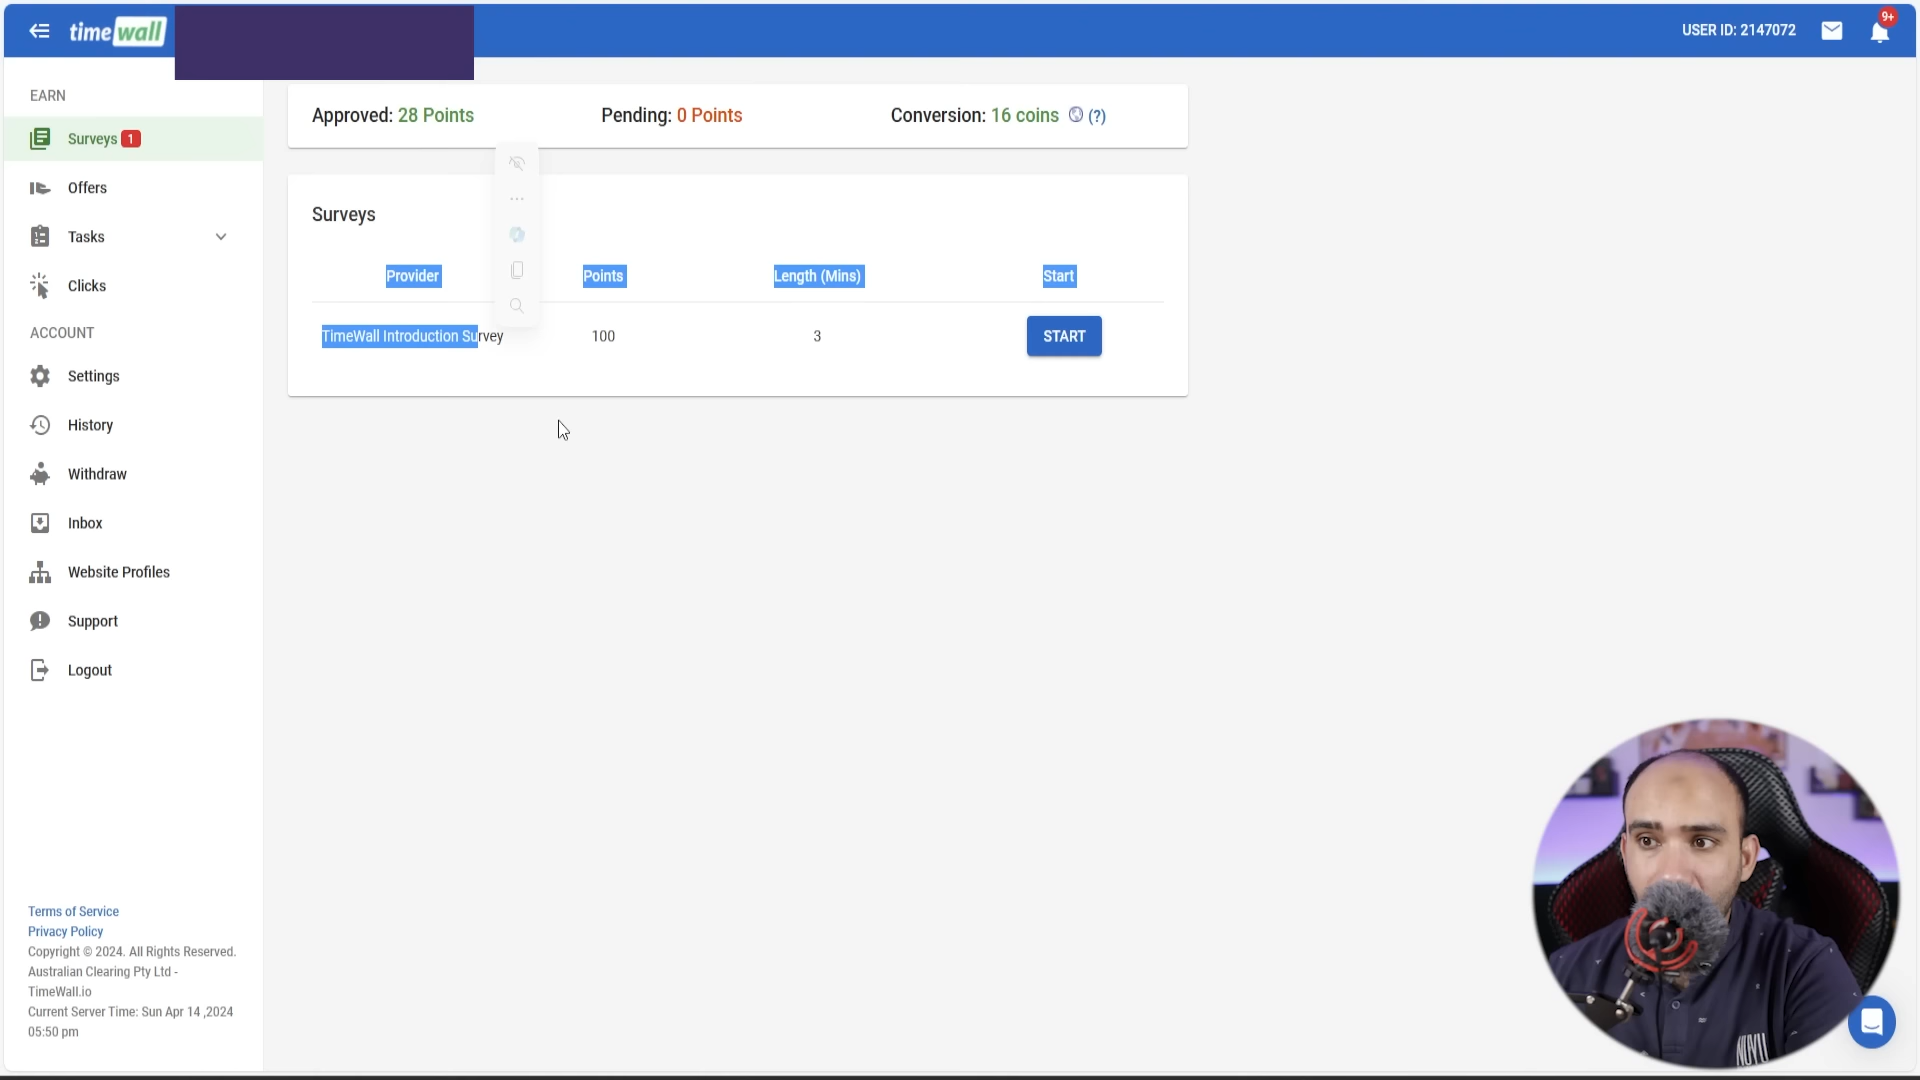 timewall
USER ID: 2147072
9+
EARN
Surveys 1
Offers
Tasks
Clicks
ACCOUNT
Settings
History
Withdraw
Inbox
Website Profiles
Support
Logout
Terms of Service
Privacy Policy
Copyright © 2024. All Rights Reserved.
Australian Clearing Pty Ltd -
TimeWall.io
Current Server Time: Sun Apr 14 ,2024
05:50 pm
Approved: 28 Points Pending: 0 Points Conversion: 16 coins (?)
Surveys
Provider Points Length (Mins) Start
TimeWall Introduction Survey 100 3 START